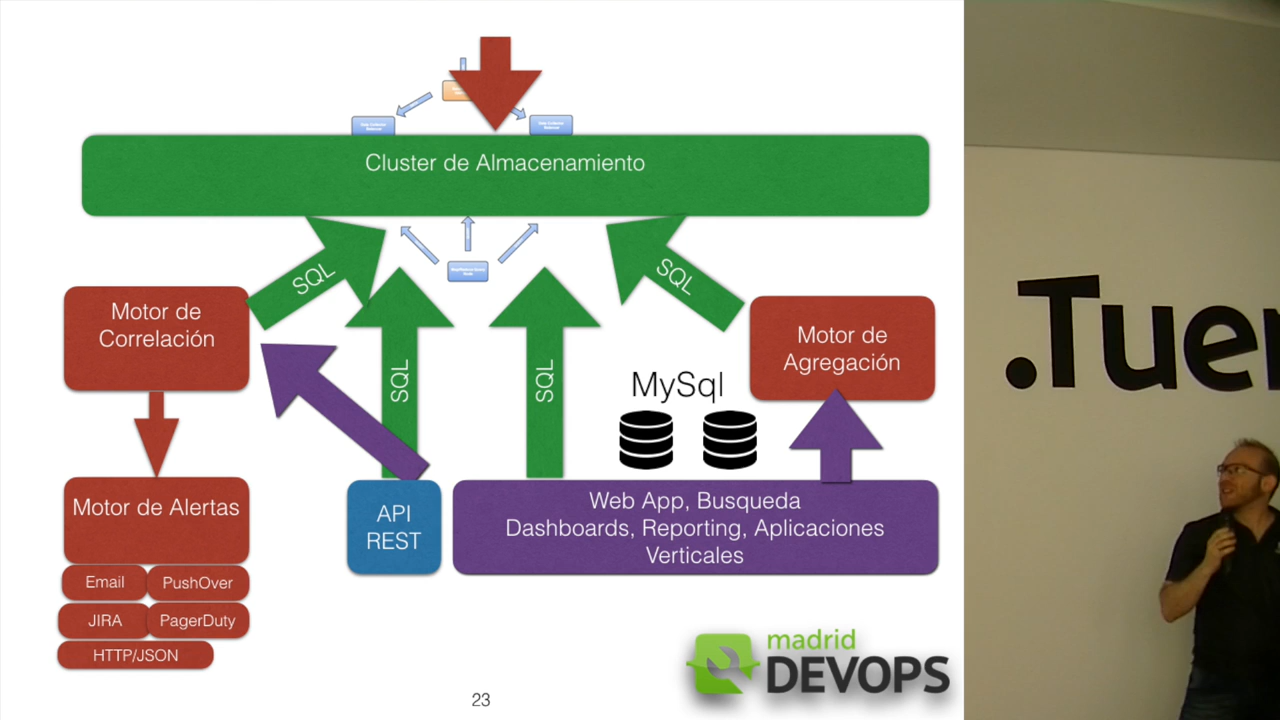 Cluster de Almacenamiento
SQL
SQL
SQL
SQL
Motor de
Correlación
Motor de
Agregación
MySql
Motor de Alertas
API
REST
Web App, Busqueda
Dashboards, Reporting, Aplicaciones
Verticales
Email
PushOver
JIRA
PagerDuty
HTTP/JSON
madrid
DEVOPS
23
.Tuen